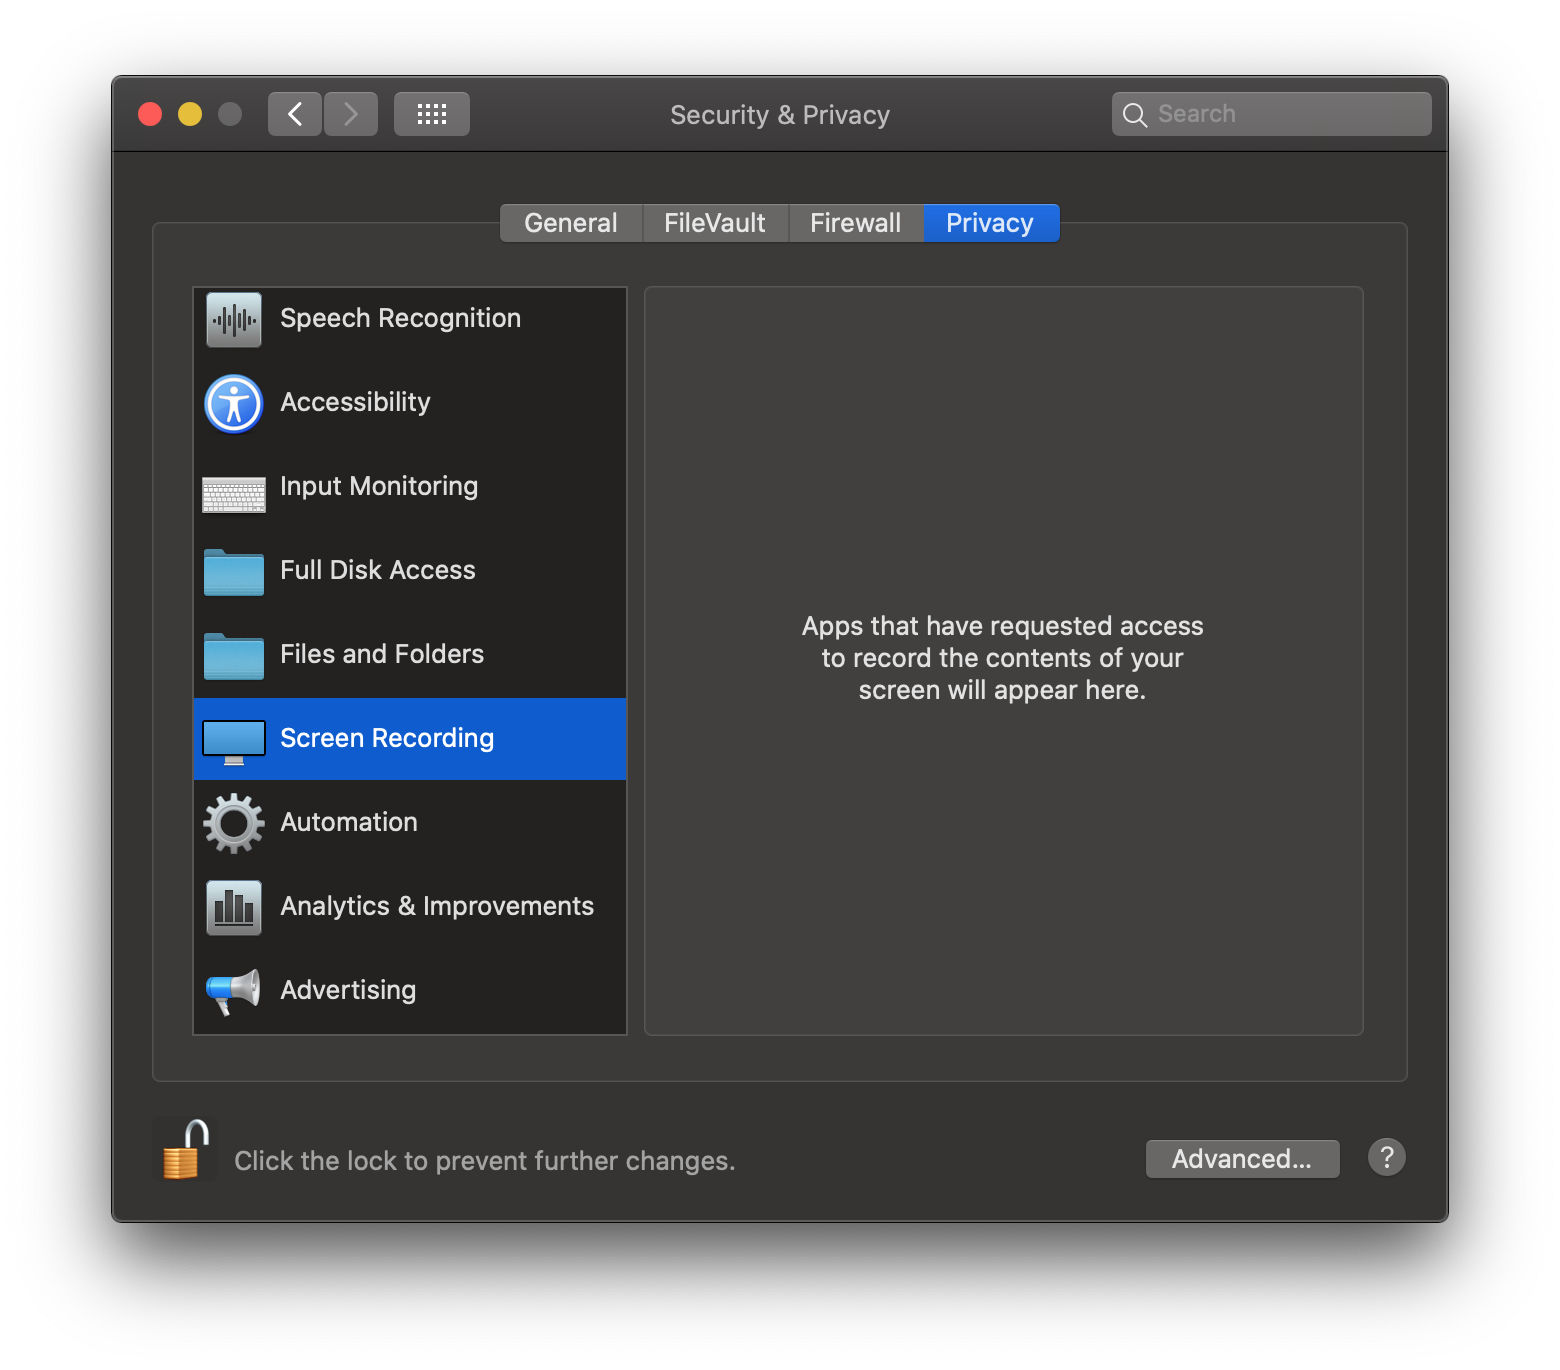 Security & Privacy
Search
General
FileVault
Firewall
Privacy
Speech Recognition
Accessibility
Input Monitoring
Full Disk Access
Files and Folders
Screen Recording
Automation
Analytics & Improvements
Advertising
Apps that have requested access
to record the contents of your
screen will appear here.
Click the lock to prevent further changes.
Advanced...
?